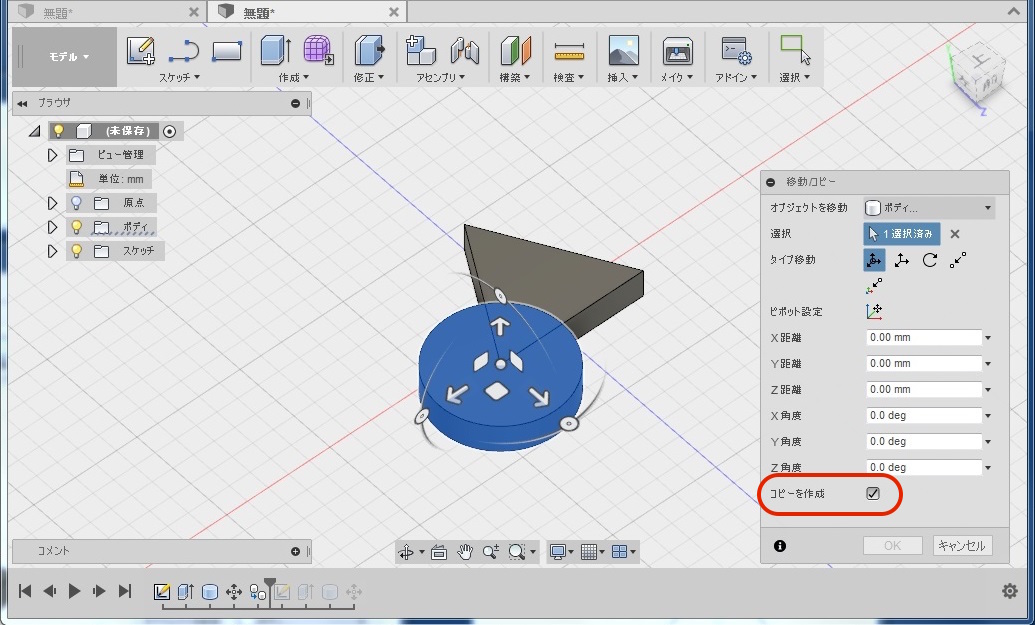 無題*
無題*
モデル
スケッチ
作成
修正
アセンブリ
構築
検査
挿入
メイク
アドイン
選択
ブラウザ
(未保存)
ビュー管理
単位: mm
原点
ボディ
スケッチ
移動/コピー
オブジェクトを移動 ボディ...
選択 1 選択済み
タイプ移動
ピボット設定
X 距離 0.00 mm
Y 距離 0.00 mm
Z 距離 0.00 mm
X 角度 0.0 deg
Y 角度 0.0 deg
Z 角度 0.0 deg
コピーを作成
OK キャンセル
コメント